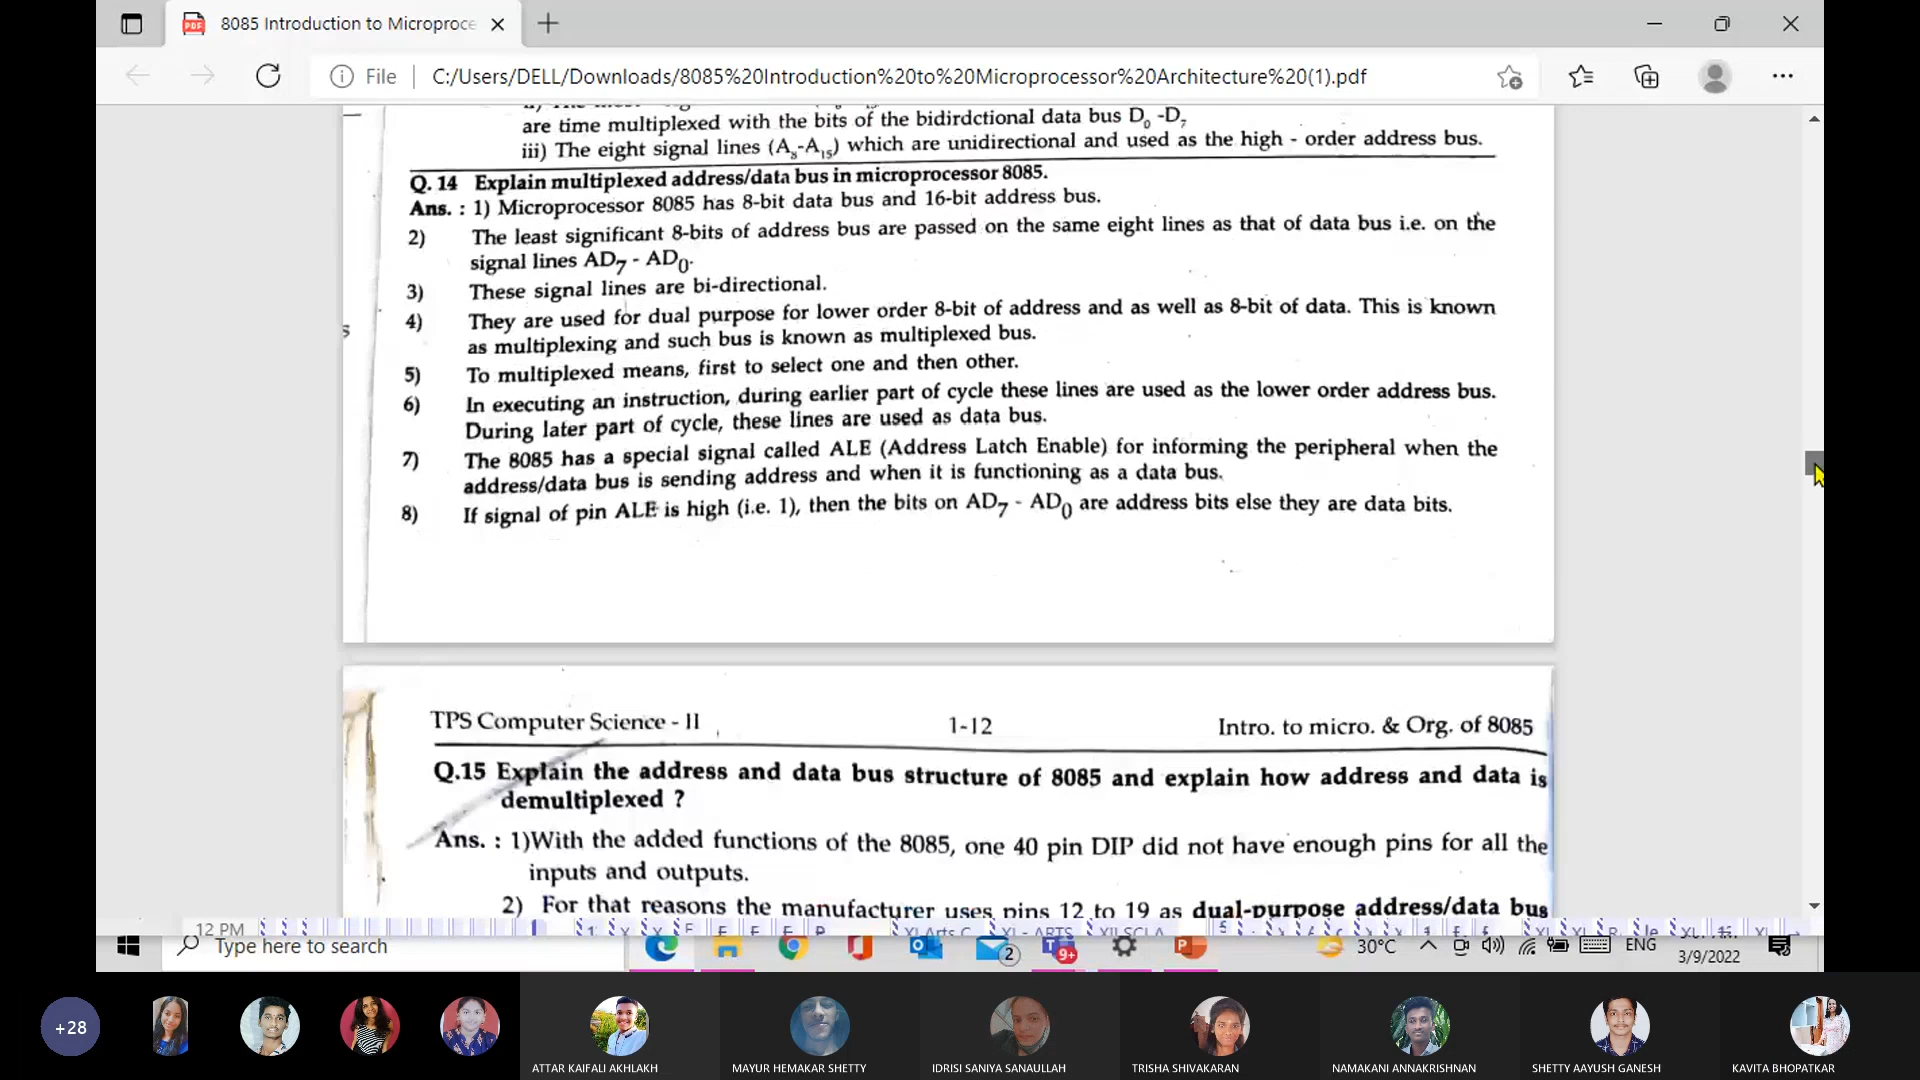 8085 Introduction to Microproce
File
C:/Users/DELL/Downloads/8085%20Introduction%20to%20Microprocessor%20Architecture%20(1).pdf
are time multiplexed with the bits of the bidirdctional data bus D0 -D7
iii) The eight signal lines (A8-A15) which are unidirectional and used as the high - order address bus.
Q. 14 Explain multiplexed address/data bus in microprocessor 8085.
Ans. : 1) Microprocessor 8085 has 8-bit data bus and 16-bit address bus.
2) The least significant 8-bits of address bus are passed on the same eight lines as that of data bus i.e. on the
signal lines AD7 - AD0.
3) These signal lines are bi-directional.
4) They are used for dual purpose for lower order 8-bit of address and as well as 8-bit of data. This is known
as multiplexing and such bus is known as multiplexed bus.
5) To multiplexed means, first to select one and then other.
6) In executing an instruction, during earlier part of cycle these lines are used as the lower order address bus.
During later part of cycle, these lines are used as data bus.
7) The 8085 has a special signal called ALE (Address Latch Enable) for informing the peripheral when the
address/data bus is sending address and when it is functioning as a data bus.
8) If signal of pin ALE is high (i.e. 1), then the bits on AD7 - AD0 are address bits else they are data bits.
TPS Computer Science - II 1-12 Intro. to micro. & Org. of 8085
Q.15 Explain the address and data bus structure of 8085 and explain how address and data is
demultiplexed ?
Ans. : 1)With the added functions of the 8085, one 40 pin DIP did not have enough pins for all the
inputs and outputs.
2) For that reasons the manufacturer uses pins 12 to 19 as dual-purpose address/data bus
12 PM
Type here to search
2
9+
30°C
ENG
3/9/2022
+28
ATTAR KAIFALI AKHLAKH
MAYUR HEMAKAR SHETTY
IDRISI SANIYA SANAULLAH
TRISHA SHIVAKARAN
NAMAKANI ANNAKRISHNAN
SHETTY AAYUSH GANESH
KAVITA BHOPATKAR